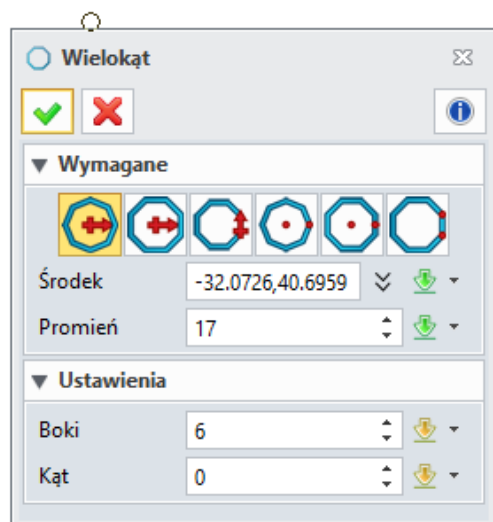 Wielokąt
Wymagane
Środek -32.0726,40.6959
Promień 17
Ustawienia
Boki 6
Kąt 0